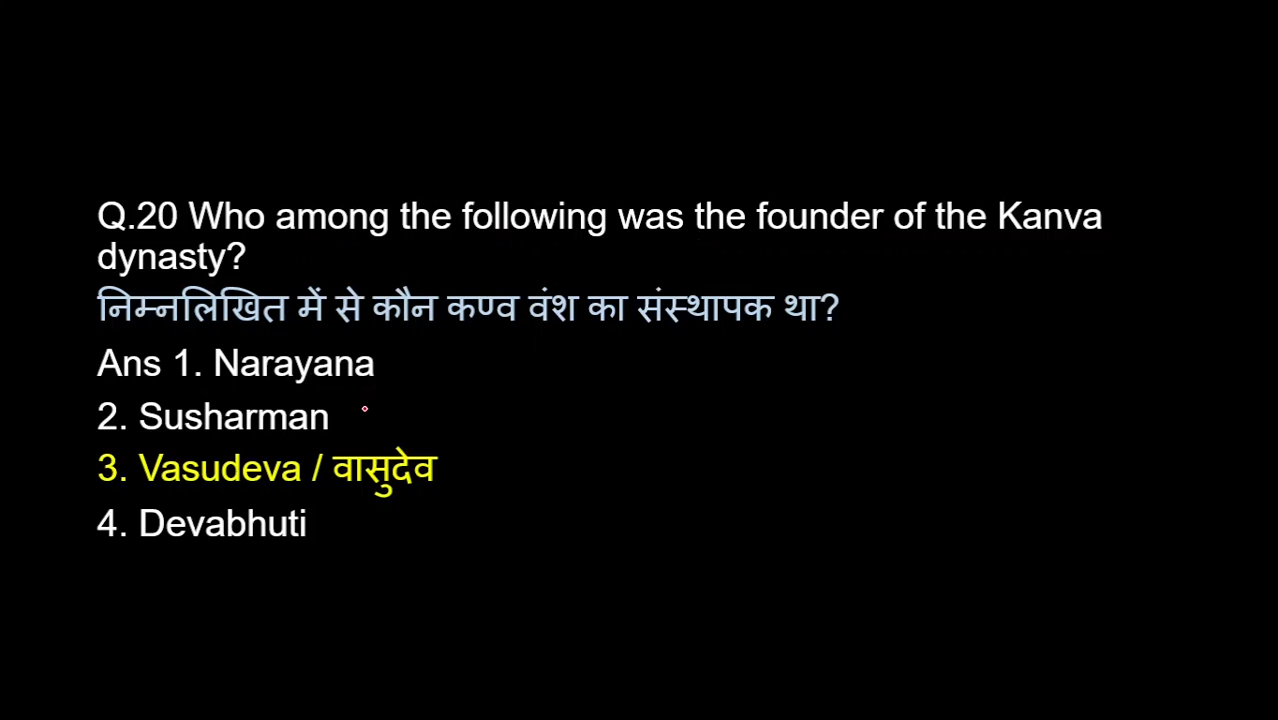 Q.20 Who among the following was the founder of the Kanva
dynasty?
निम्नलिखित में से कौन कण्व वंश का संस्थापक था?
Ans 1. Narayana
2. Susharman
3. Vasudeva / वासुदेव
4. Devabhuti